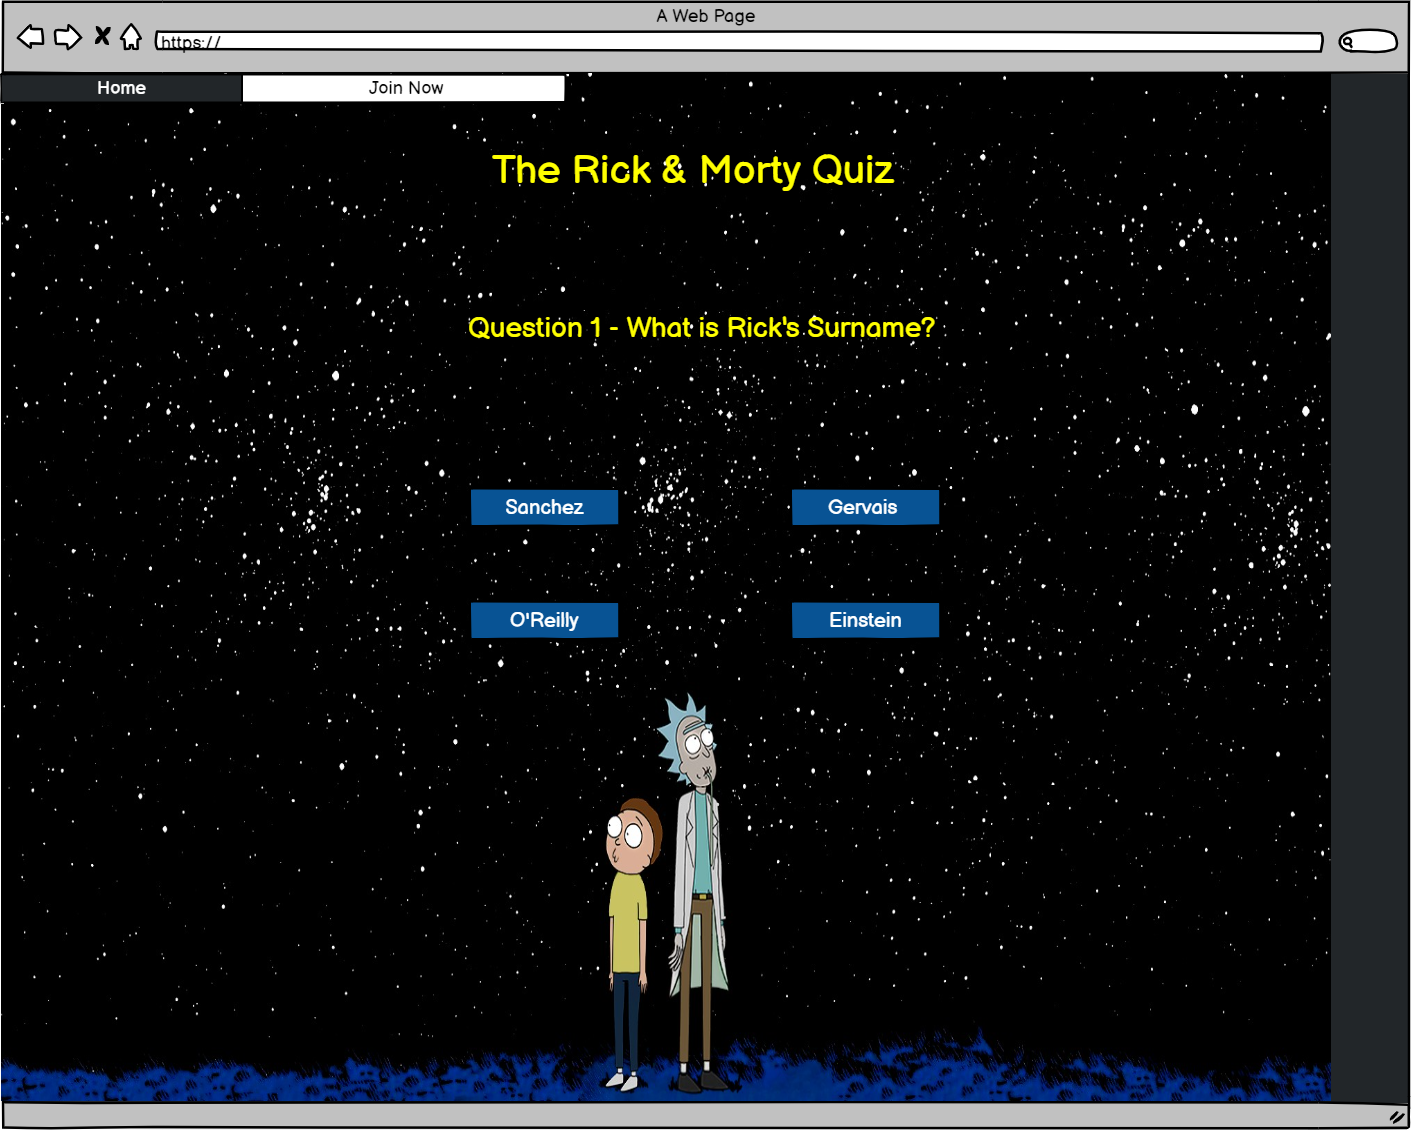 A Web Page
https://
Home
Join Now
The Rick & Morty Quiz
Question 1 - What is Rick's Surname?
Sanchez
Gervais
O'Reilly
Einstein